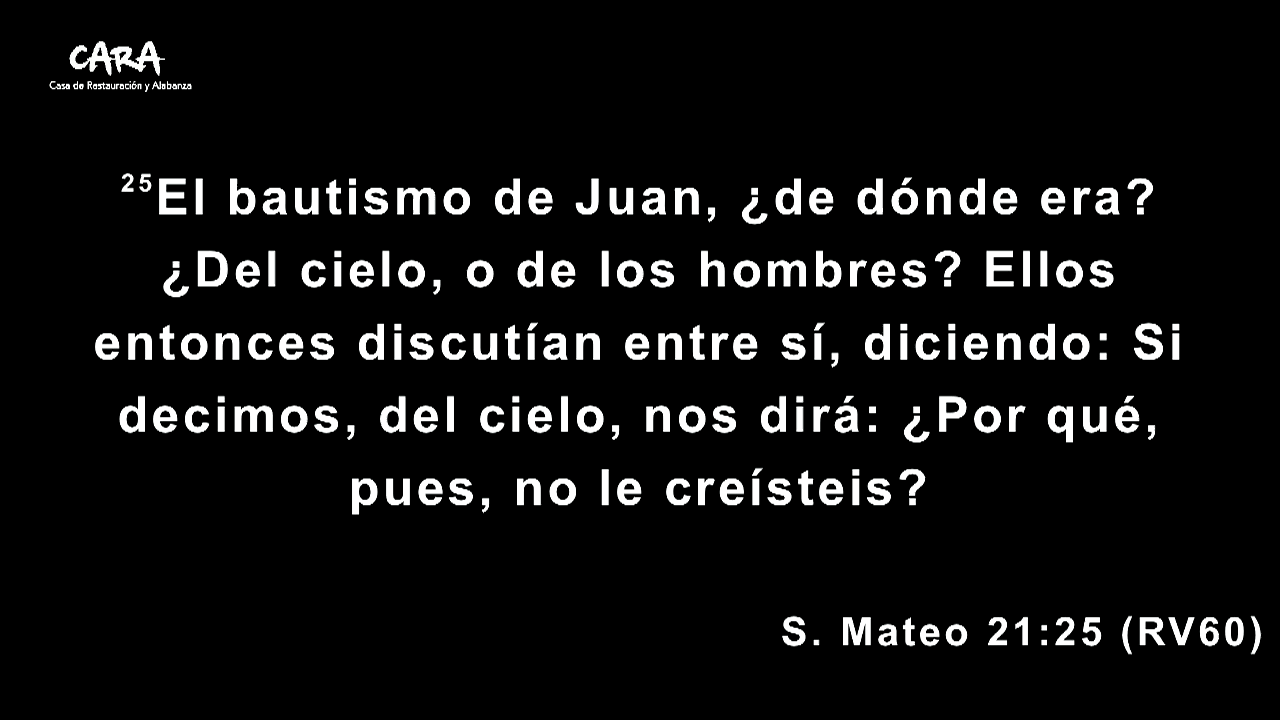 CARA
Casa de Restauración y Alabanza
25El bautismo de Juan, ¿de dónde era?
¿Del cielo, o de los hombres? Ellos
entonces discutían entre sí, diciendo: Si
decimos, del cielo, nos dirá: ¿Por qué,
pues, no le creísteis?
S. Mateo 21:25 (RV60)